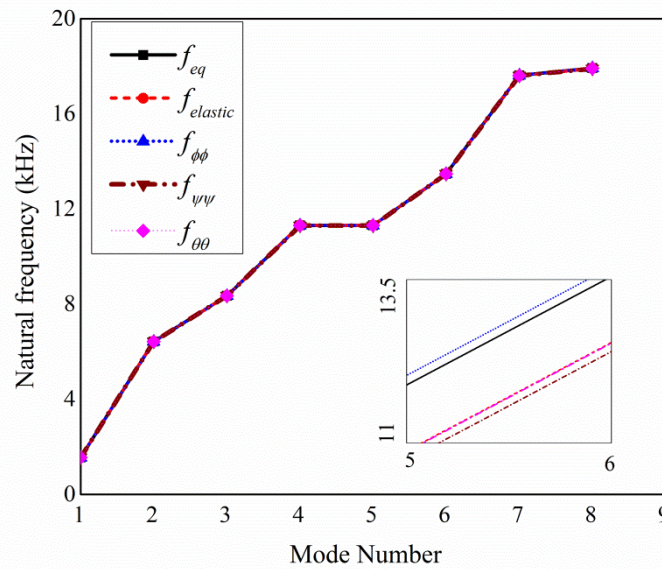 20
16
12
8
4
0
Natural frequency (kHz)
f_eq
f_elastic
f_ϕϕ
f_ψψ
f_θθ
13.5
11
5 6
1 2 3 4 5 6 7 8 9
Mode Number